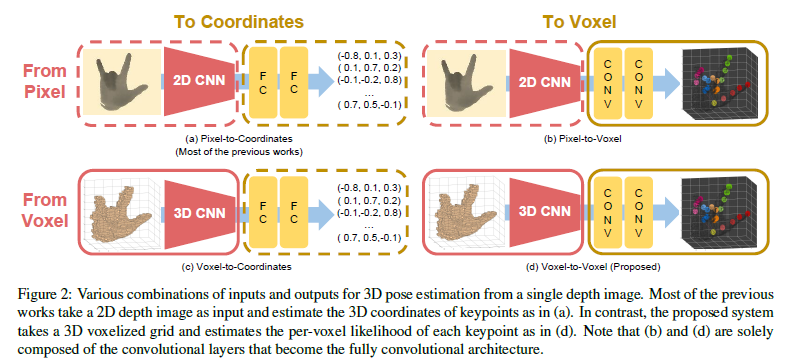 To Coordinates
To Voxel
From
Pixel
2D CNN
F
C
F
C
(-0.8, 0.1, 0.3)
( 0.1, 0.7, 0.2)
(-0.1,-0.2, 0.8)
...
( 0.7, 0.5,-0.1)
2D CNN
C
O
N
V
C
O
N
V
(a) Pixel-to-Coordinates
(Most of the previous works)
(b) Pixel-to-Voxel
From
Voxel
3D CNN
F
C
F
C
(-0.8, 0.1, 0.3)
( 0.1, 0.7, 0.2)
(-0.1,-0.2, 0.8)
...
( 0.7, 0.5,-0.1)
3D CNN
C
O
N
V
C
O
N
V
(c) Voxel-to-Coordinates
(d) Voxel-to-Voxel (Proposed)
Figure 2: Various combinations of inputs and outputs for 3D pose estimation from a single depth image. Most of the previous
works take a 2D depth image as input and estimate the 3D coordinates of keypoints as in (a). In contrast, the proposed system
takes a 3D voxelized grid and estimates the per-voxel likelihood of each keypoint as in (d). Note that (b) and (d) are solely
composed of the convolutional layers that become the fully convolutional architecture.